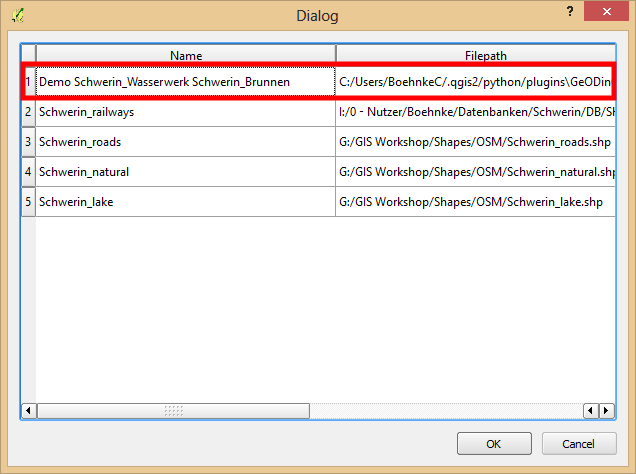 Dialog
?
Name Filepath
1 Demo Schwerin_Wasserwerk Schwerin_Brunnen C:/Users/BoehnkeC/.qgis2/python/plugins\GeODin
2 Schwerin_railways I:/0 - Nutzer/Boehnke/Datenbanken/Schwerin/DB/SH
3 Schwerin_roads G:/GIS Workshop/Shapes/OSM/Schwerin_roads.shp
4 Schwerin_natural G:/GIS Workshop/Shapes/OSM/Schwerin_natural.shp
5 Schwerin_lake G:/GIS Workshop/Shapes/OSM/Schwerin_lake.shp
OK Cancel